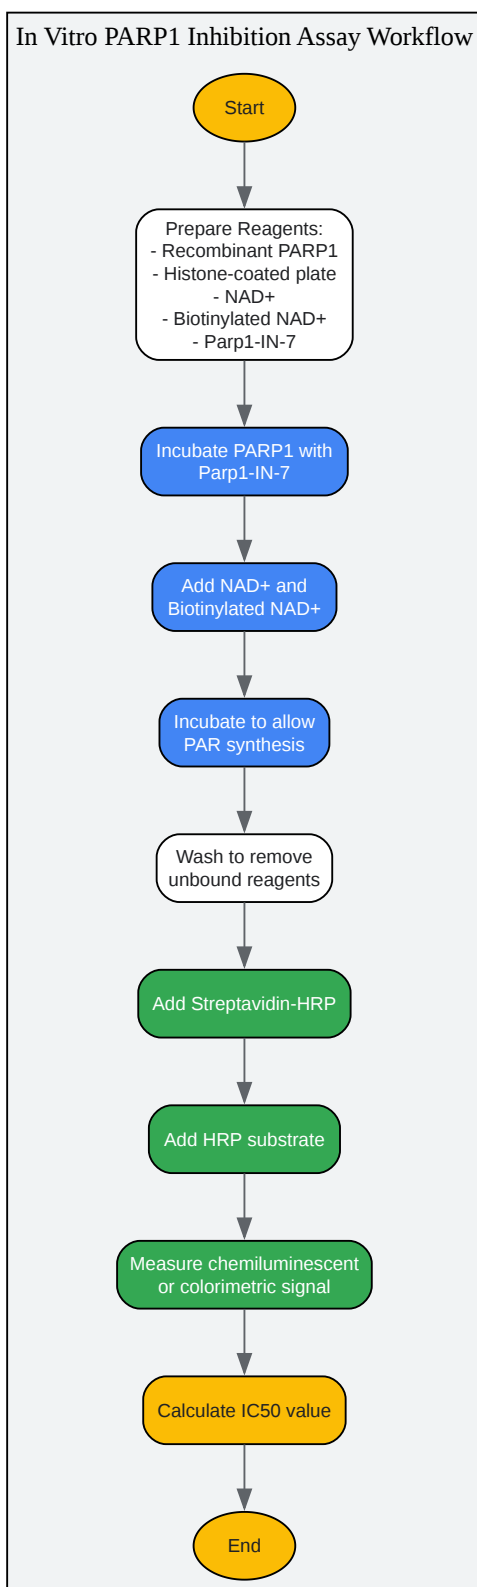 In Vitro PARP1 Inhibition Assay Workflow
Start
Prepare Reagents:
- Recombinant PARP1
- Histone-coated plate
- NAD+
- Biotinylated NAD+
- Parp1-IN-7
Incubate PARP1 with
Parp1-IN-7
Add NAD+ and
Biotinylated NAD+
Incubate to allow
PAR synthesis
Wash to remove
unbound reagents
Add Streptavidin-HRP
Add HRP substrate
Measure chemiluminescent
or colorimetric signal
Calculate IC50 value
End